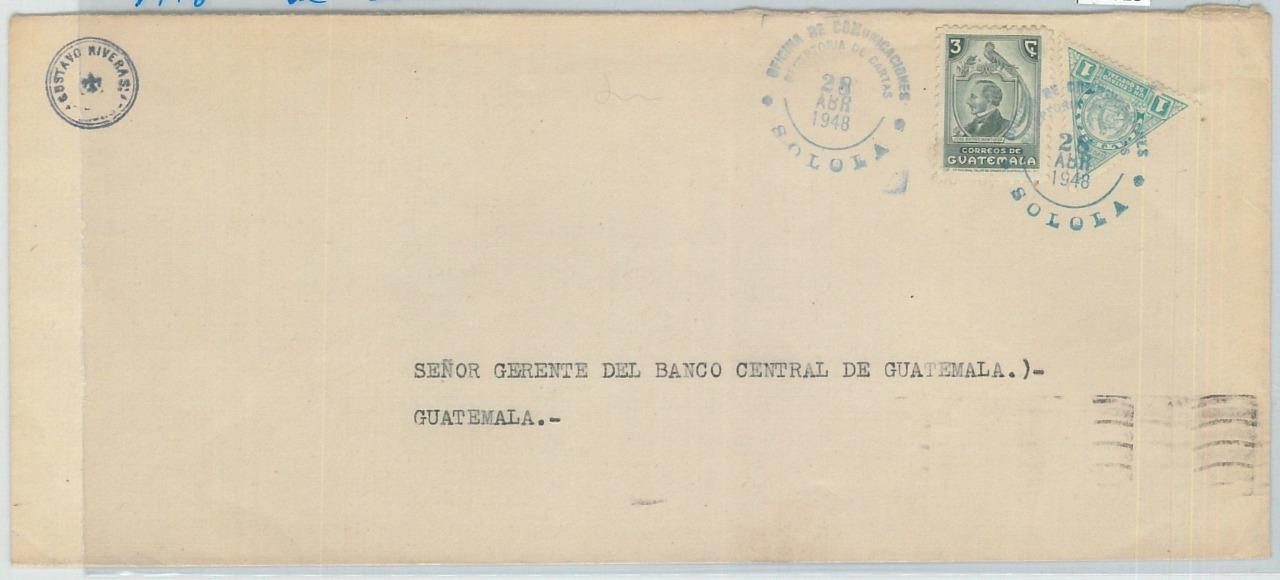 GUSTAVO RIVERA S.
OFICINA DE COMUNICACIONES
DE CARTAS
28
ABR
1948
SOLOLA
3
CORREOS DE
GUATEMALA
1
1
28
ABR
1948
SOLOLA
SEÑOR GERENTE DEL BANCO CENTRAL DE GUATEMALA.)-
GUATEMALA.-